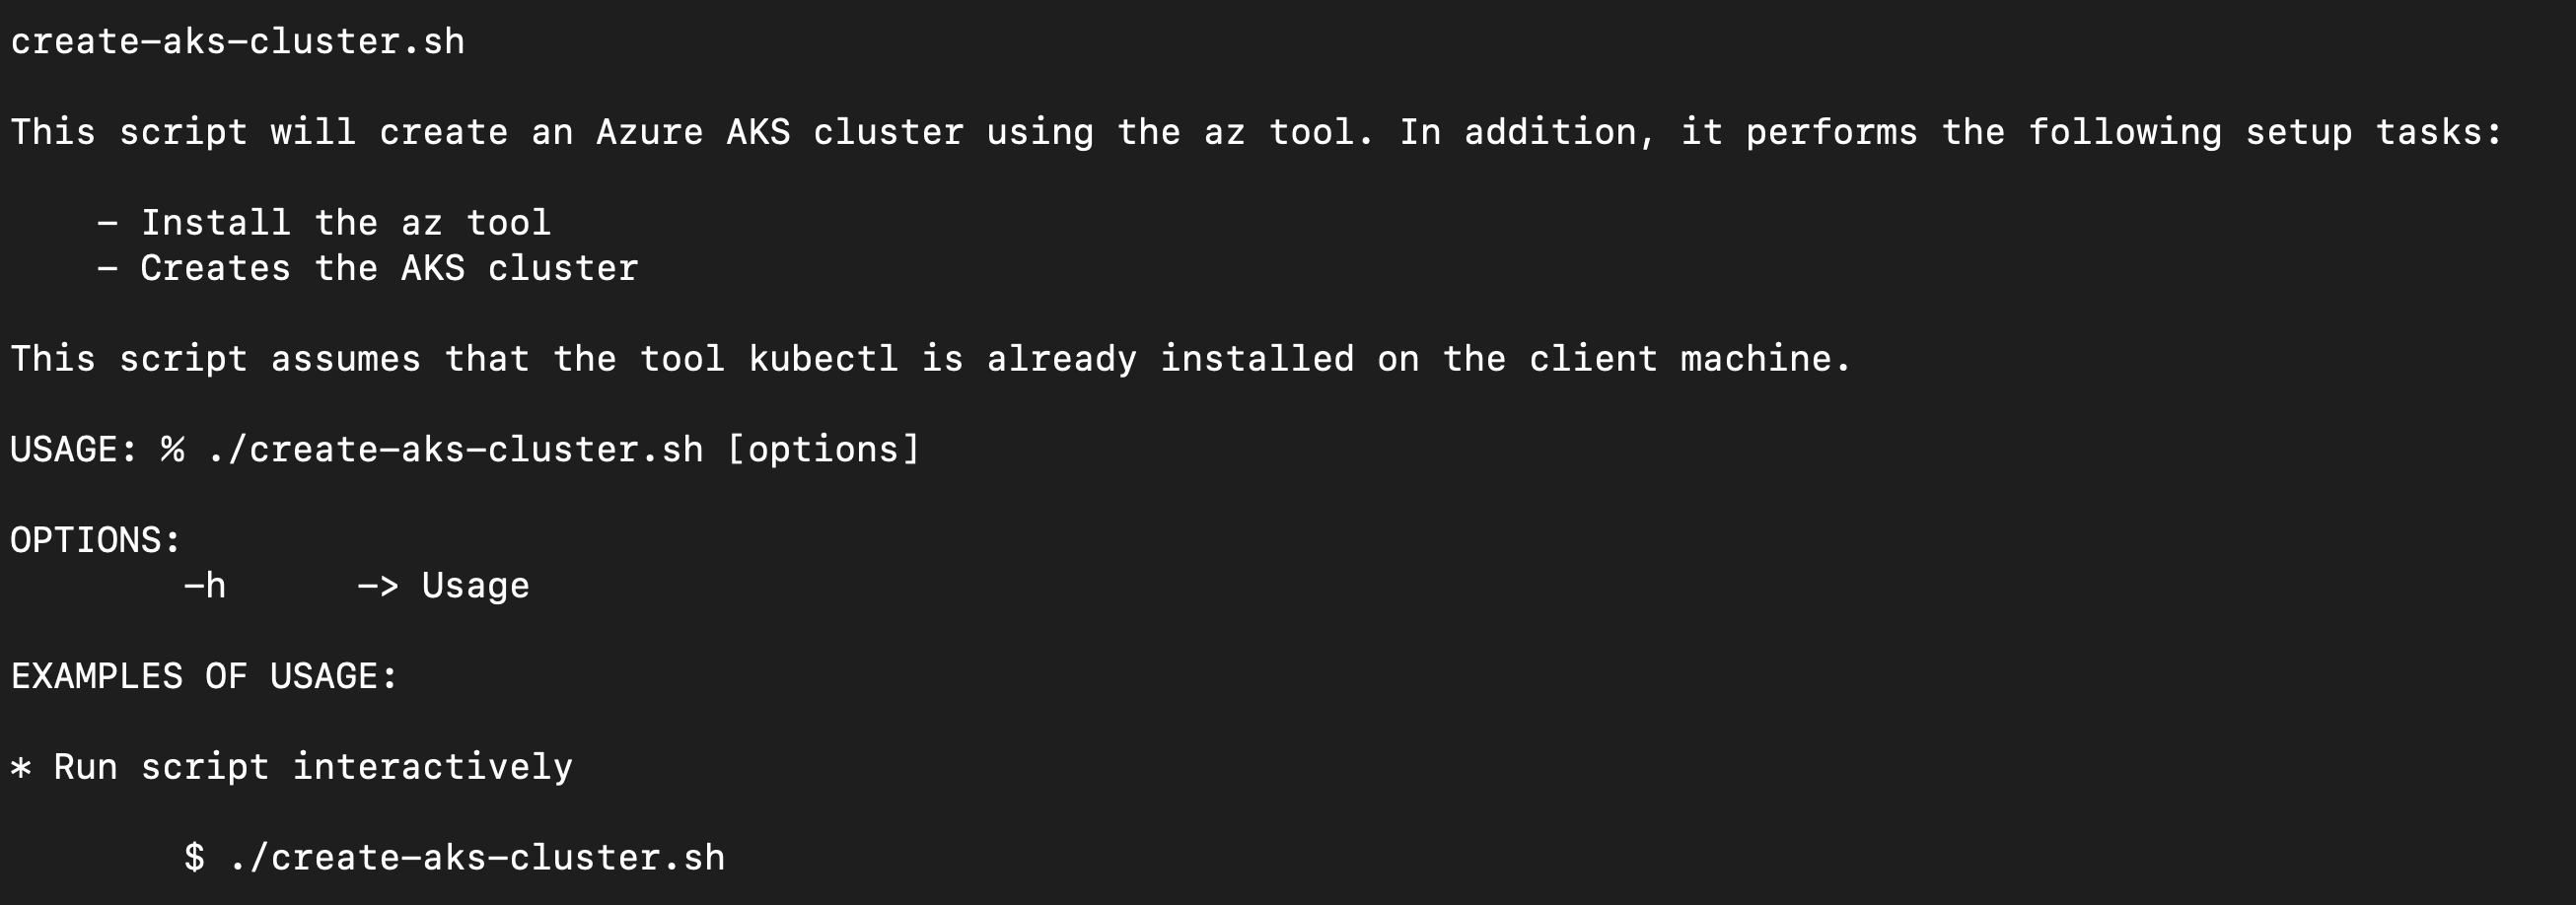 create-aks-cluster.sh
This script will create an Azure AKS cluster using the az tool. In addition, it performs the following setup tasks:
- Install the az tool
- Creates the AKS cluster
This script assumes that the tool kubectl is already installed on the client machine.
USAGE: % ./create-aks-cluster.sh [options]
OPTIONS:
-h -> Usage
EXAMPLES OF USAGE:
* Run script interactively
$ ./create-aks-cluster.sh